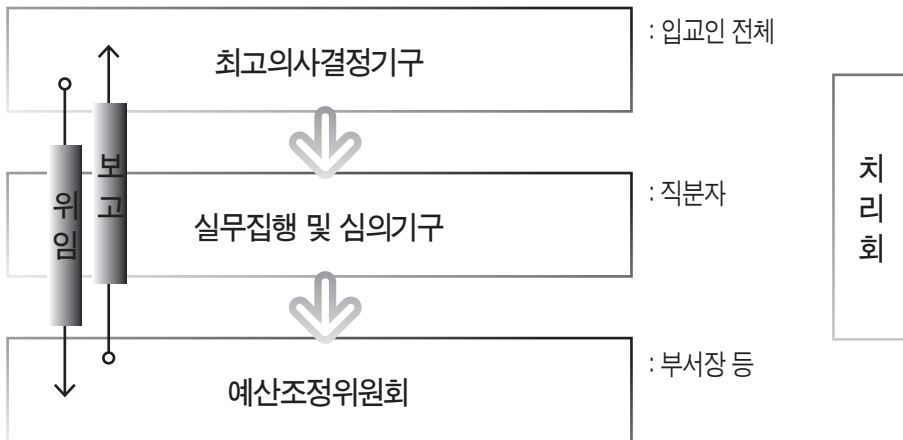 최고의사결정기구
: 입교인 전체
보고
위임
실무집행 및 심의기구
: 직분자
예산조정위원회
: 부서장 등
치리회